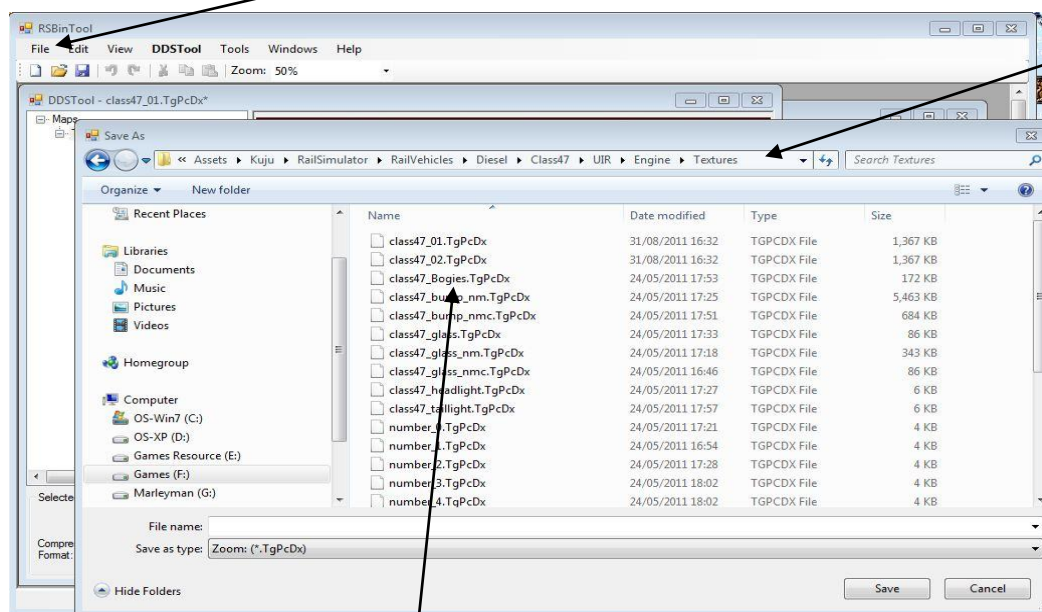 RSBinTool
File Edit View DDSTool Tools Windows Help
Zoom: 50%
DDSTool - class47_01.TgPcDx*
Maps
Save As
« Assets Kuju RailSimulator RailVehicles Diesel Class47 UIR Engine Textures
Search Textures
Organize New folder
Recent Places
Libraries
Documents
Music
Pictures
Videos
Homegroup
Computer
OS-Win7 (C:)
OS-XP (D:)
Games Resource (E:)
Games (F:)
Marleyman (G:)
Name Date modified Type Size
class47_01.TgPcDx 31/08/2011 16:32 TGPCDX File 1,367 KB
class47_02.TgPcDx 31/08/2011 16:32 TGPCDX File 1,367 KB
class47_Bogies.TgPcDx 24/05/2011 17:53 TGPCDX File 172 KB
class47_bump_nm.TgPcDx 24/05/2011 17:25 TGPCDX File 5,463 KB
class47_bump_nmc.TgPcDx 24/05/2011 17:51 TGPCDX File 684 KB
class47_glass.TgPcDx 24/05/2011 17:33 TGPCDX File 86 KB
class47_glass_nm.TgPcDx 24/05/2011 17:18 TGPCDX File 343 KB
class47_glass_nmc.TgPcDx 24/05/2011 16:46 TGPCDX File 86 KB
class47_headlight.TgPcDx 24/05/2011 17:27 TGPCDX File 6 KB
class47_taillight.TgPcDx 24/05/2011 17:57 TGPCDX File 6 KB
number_0.TgPcDx 24/05/2011 17:21 TGPCDX File 4 KB
number_1.TgPcDx 24/05/2011 16:54 TGPCDX File 4 KB
number_2.TgPcDx 24/05/2011 17:28 TGPCDX File 4 KB
number_3.TgPcDx 24/05/2011 18:02 TGPCDX File 4 KB
number_4.TgPcDx 24/05/2011 18:02 TGPCDX File 4 KB
Selecte
Compre
Format:
File name:
Save as type: Zoom: (*.TgPcDx)
Hide Folders
Save Cancel